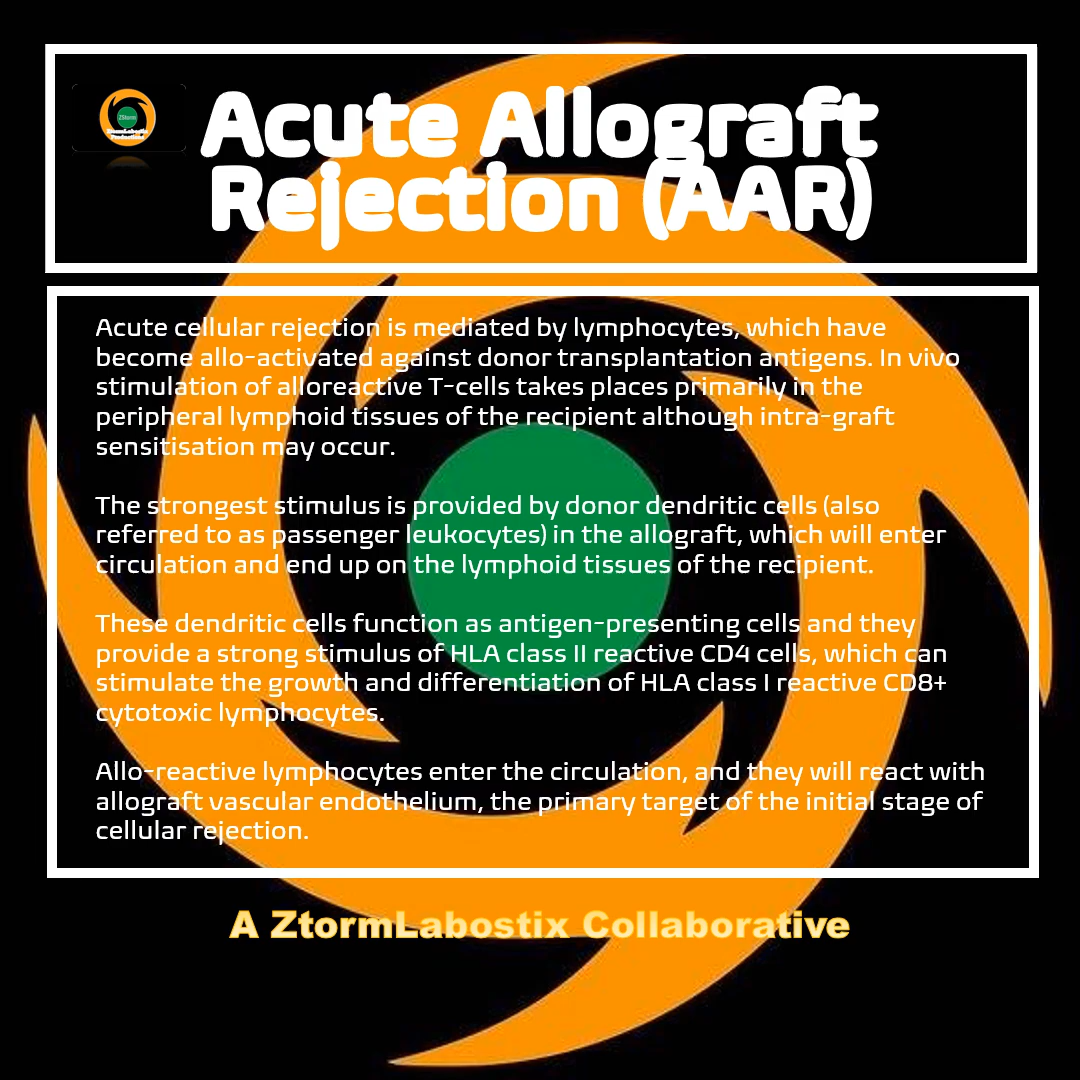 Acute Allograft
Rejection (AAR)
ZStorm
ZtormLabostix
Productions
Acute cellular rejection is mediated by lymphocytes, which have
become allo-activated against donor transplantation antigens. In vivo
stimulation of alloreactive T-cells takes places primarily in the
peripheral lymphoid tissues of the recipient although intra-graft
sensitisation may occur.
The strongest stimulus is provided by donor dendritic cells (also
referred to as passenger leukocytes) in the allograft, which will enter
circulation and end up on the lymphoid tissues of the recipient.
These dendritic cells function as antigen-presenting cells and they
provide a strong stimulus of HLA class II reactive CD4 cells, which can
stimulate the growth and differentiation of HLA class I reactive CD8+
cytotoxic lymphocytes.
Allo-reactive lymphocytes enter the circulation, and they will react with
allograft vascular endothelium, the primary target of the initial stage of
cellular rejection.
A ZtormLabostix Collaborative